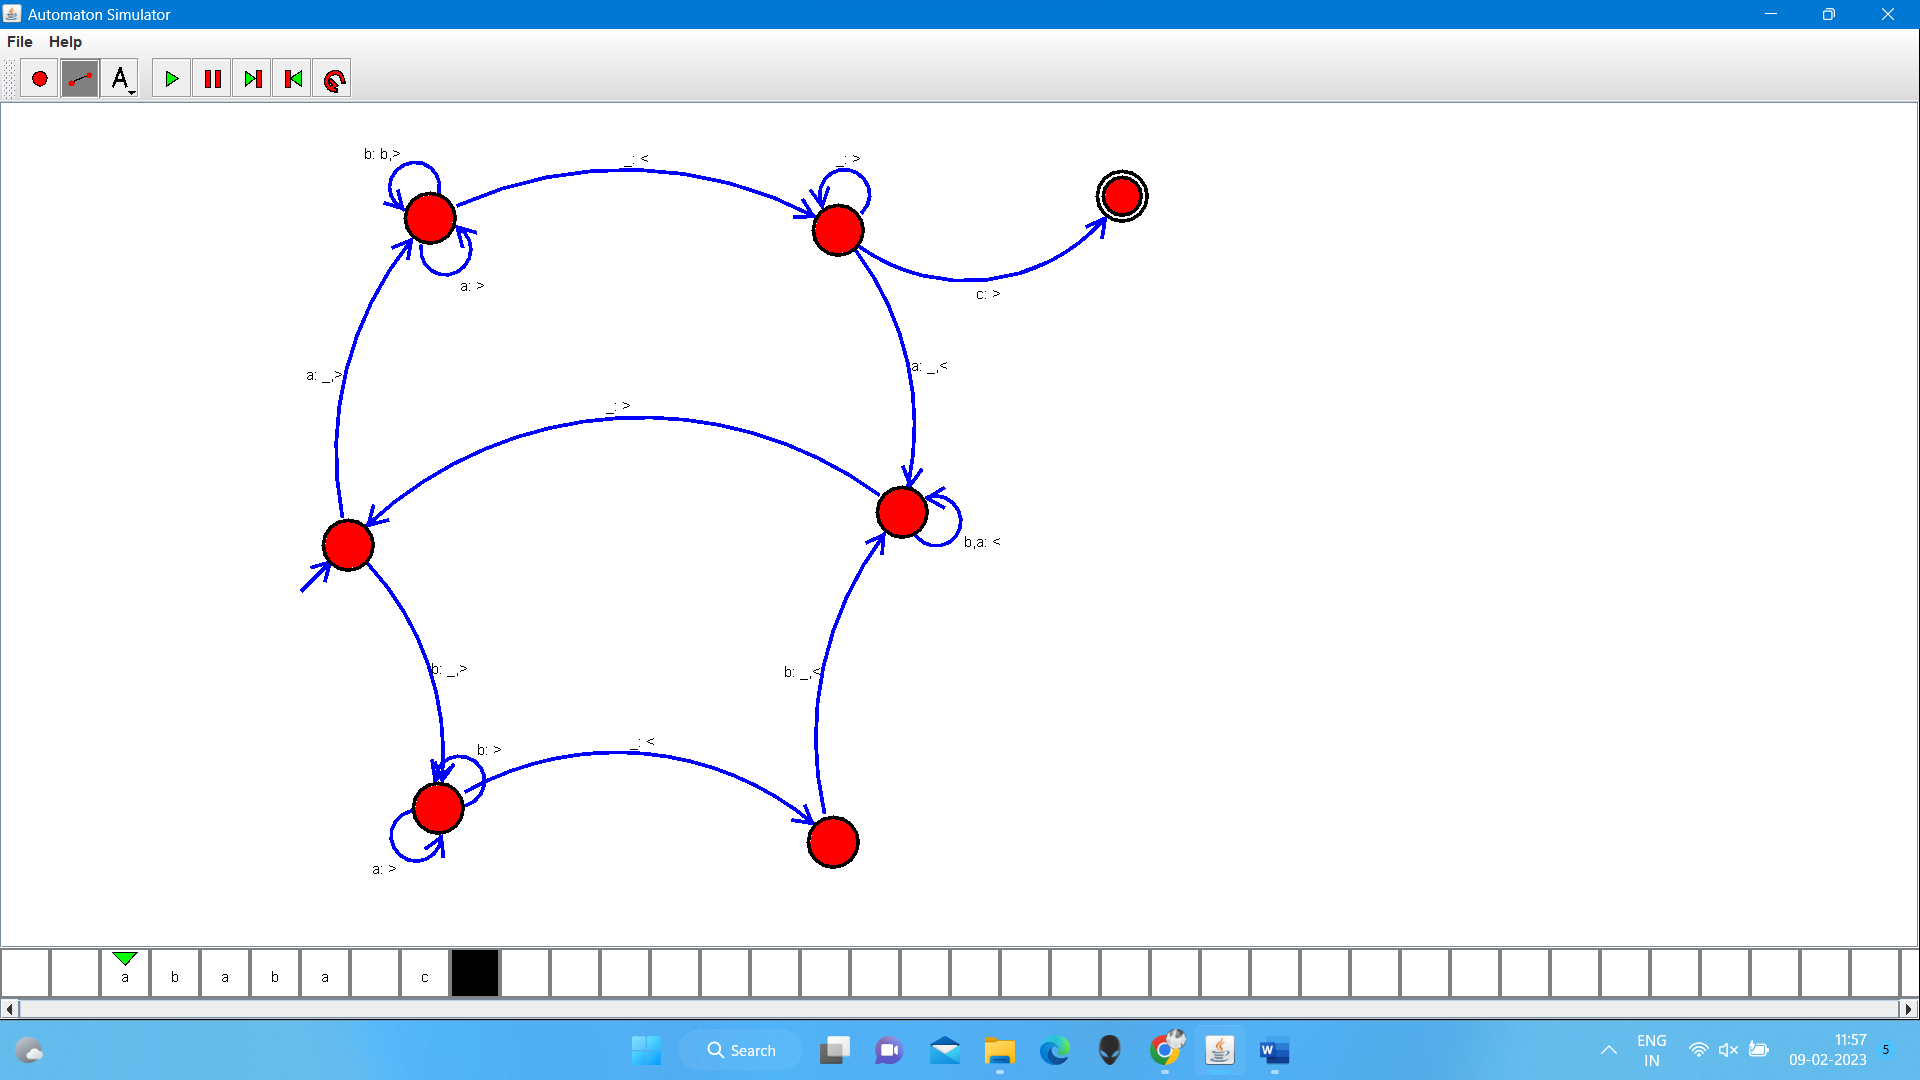 Automaton Simulator
File Help
A
b: b,>
_: <
_: >
a: >
c: >
a: _,>
a: _,<
_: >
b,a: <
b: _,>
b: _,<
b: >
_: <
a: >
a b a b a c
Search
ENG
IN
11:57
09-02-2023
5